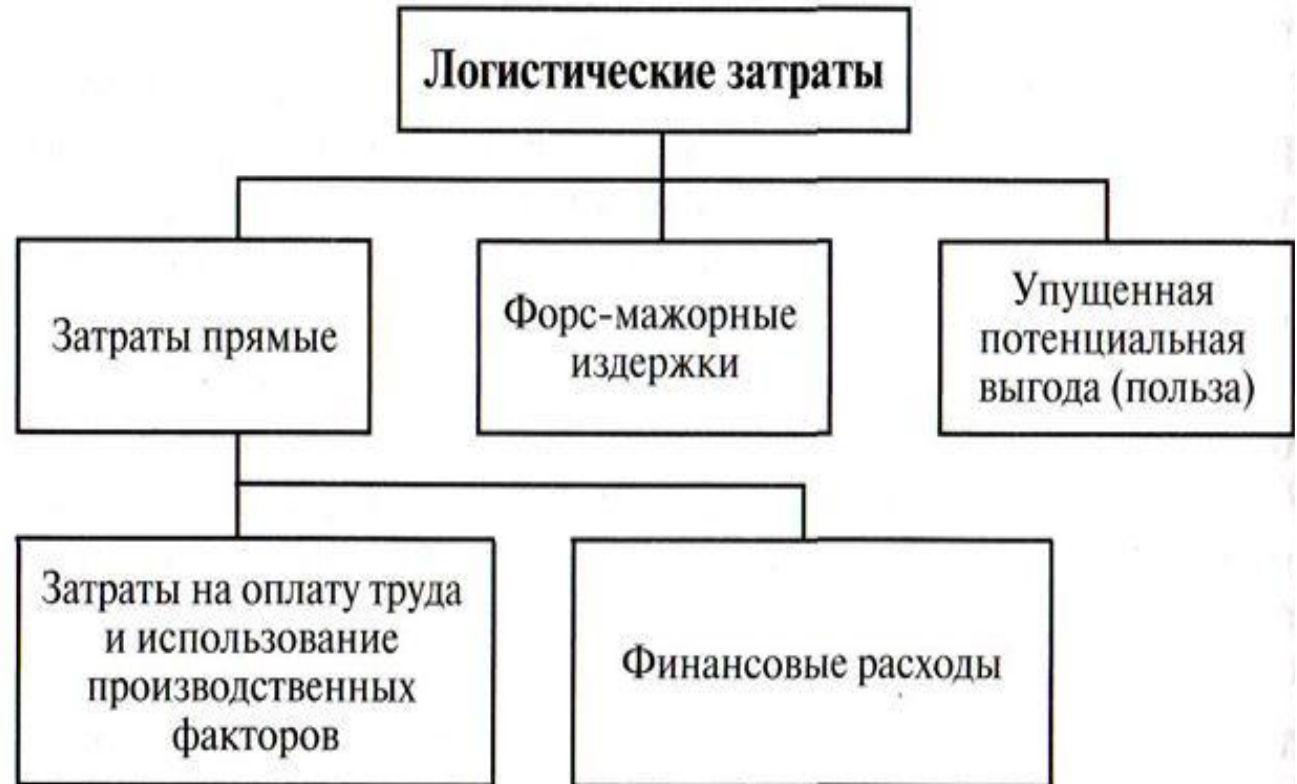 Логистические затраты
Затраты прямые
Форс-мажорные
издержки
Упущенная
потенциальная
выгода (польза)
Затраты на оплату труда
и использование
производственных
факторов
Финансовые расходы